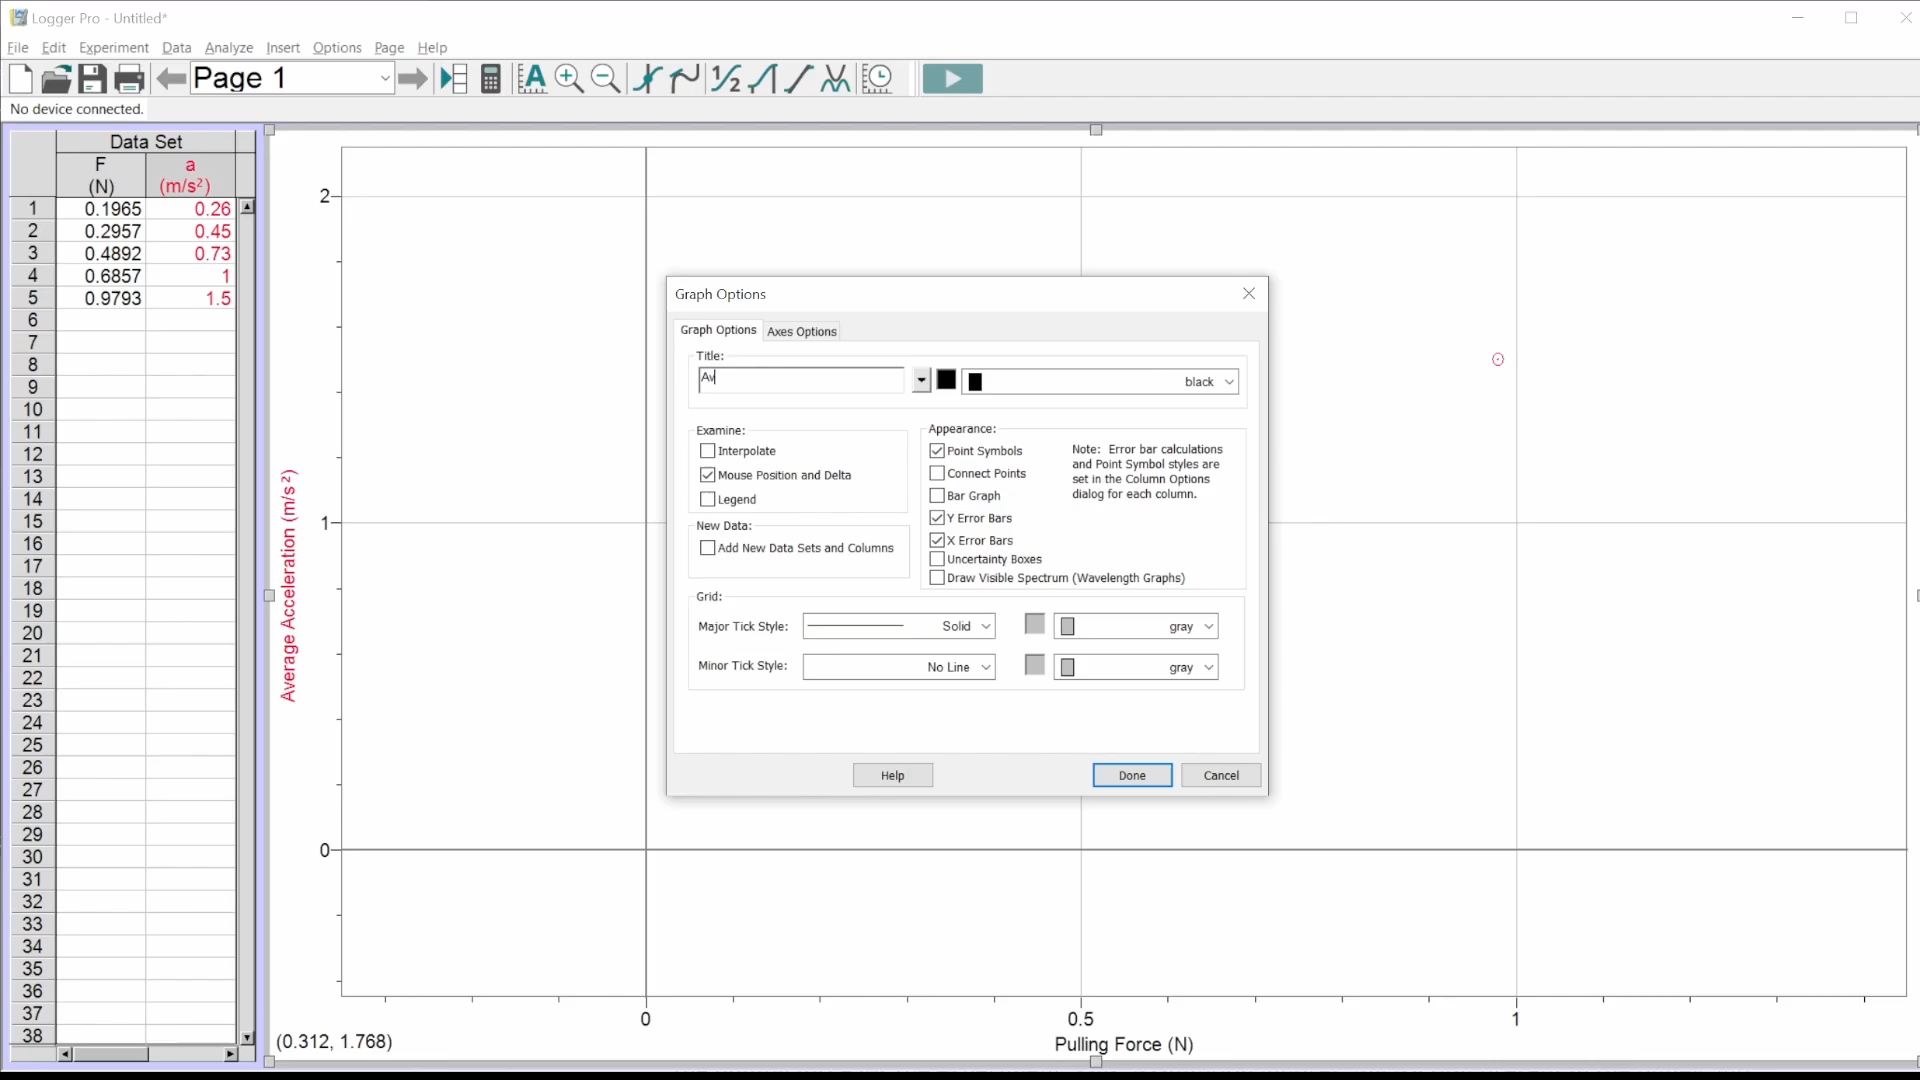 Logger Pro - Untitled*
File Edit Experiment Data Analyze Insert Options Page Help
Page 1
No device connected.
Data Set
F a
(N) (m/s²)
1 0.1965 0.26
2 0.2957 0.45
3 0.4892 0.73
4 0.6857 1
5 0.9793 1.5
6
7
8
9
10
11
12
13
14
15
16
17
18
19
20
21
22
23
24
25
26
27
28
29
30
31
32
33
34
35
36
37
38
Average Acceleration (m/s²)
2
1
0
0 0.5 1
Pulling Force (N)
(0.312, 1.768)
Graph Options
Graph Options Axes Options
Title:
Av
black
Examine:
Interpolate
Mouse Position and Delta
Legend
New Data:
Add New Data Sets and Columns
Appearance:
Point Symbols
Connect Points
Bar Graph
Y Error Bars
X Error Bars
Uncertainty Boxes
Draw Visible Spectrum (Wavelength Graphs)
Note: Error bar calculations
and Point Symbol styles are
set in the Column Options
dialog for each column.
Grid:
Major Tick Style: Solid gray
Minor Tick Style: No Line gray
Help Done Cancel